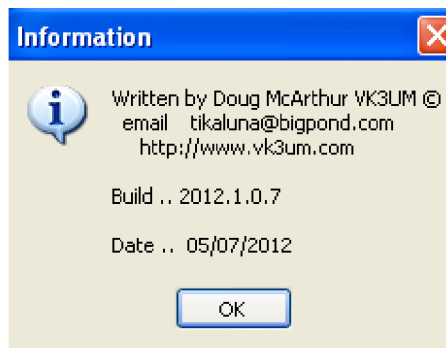 Information
Written by Doug McArthur VK3UM ©
email tikaluna@bigpond.com
http://www.vk3um.com
Build .. 2012.1.0.7
Date .. 05/07/2012
OK